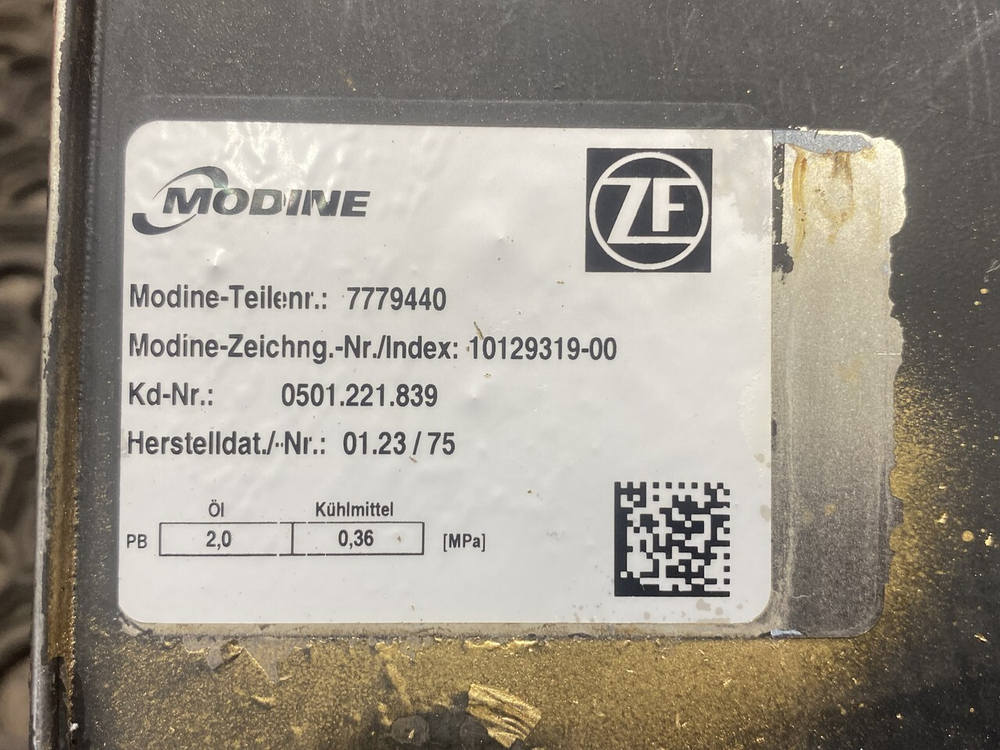 MODINE
ZF
Modine-Teilenr.: 7779440
Modine-Zeichng.-Nr./Index: 10129319-00
Kd-Nr.: 0501.221.839
Herstelldat./-Nr.: 01.23 / 75
Öl Kühlmittel
PB 2,0 0,36 [MPa]